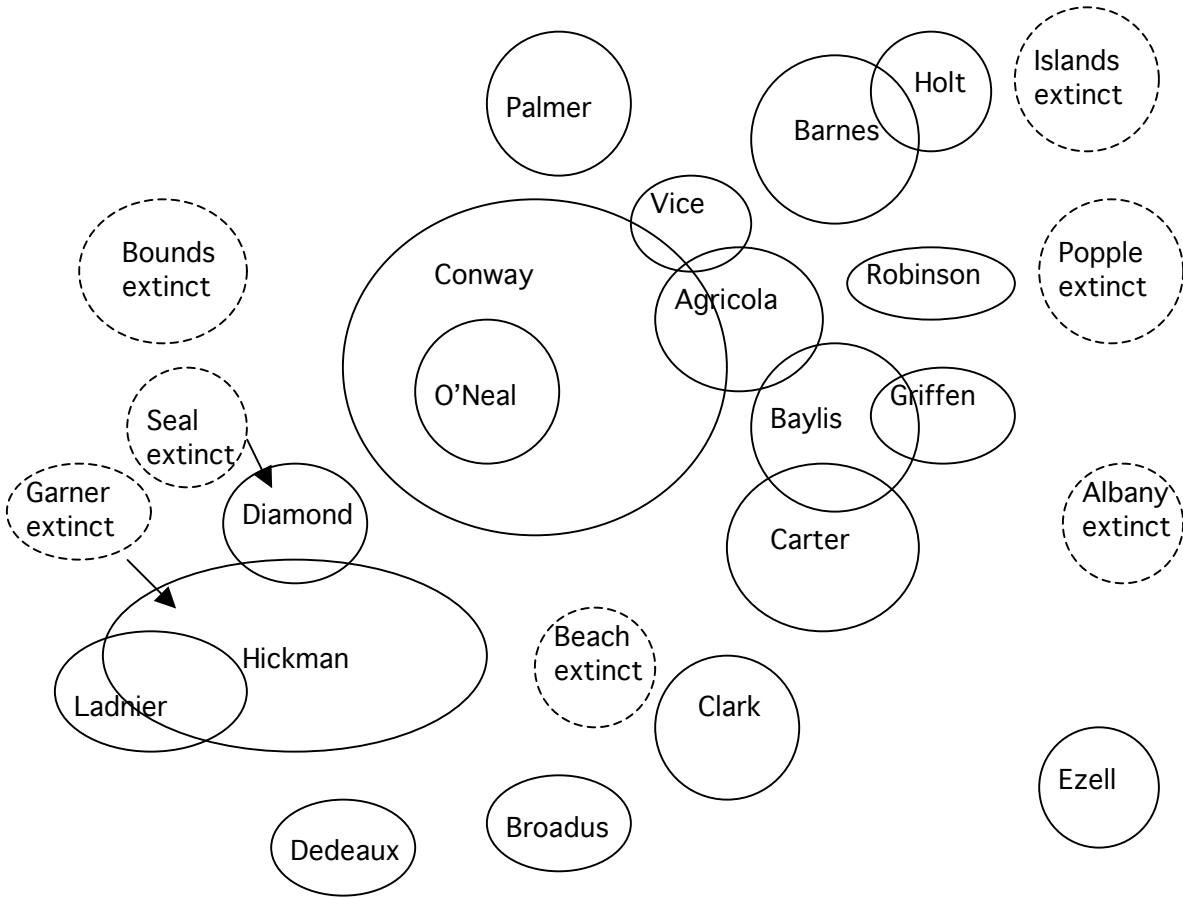 Palmer
Holt
Islands
extinct
Barnes
Vice
Bounds
extinct
Conway
Agricola
Robinson
Popple
extinct
O'Neal
Seal
extinct
Baylis
Griffen
Garner
extinct
Diamond
Albany
extinct
Carter
Beach
extinct
Hickman
Ladnier
Clark
Ezell
Broadus
Dedeaux